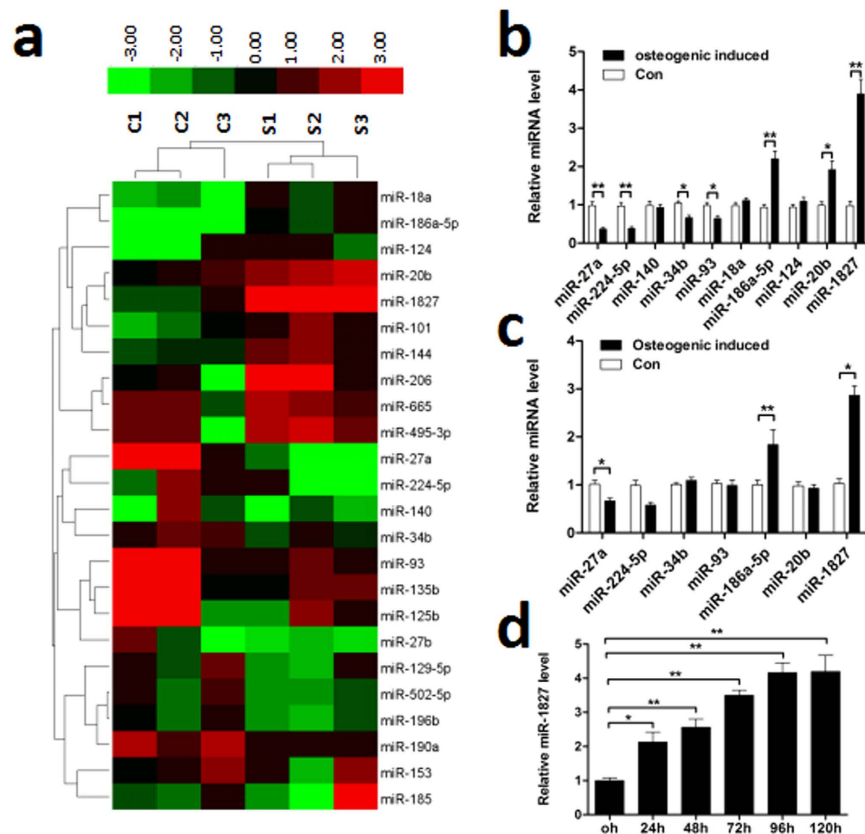 a
-3.00
-2.00
-1.00
0.00
1.00
2.00
3.00
C1
C2
C3
S1
S2
S3
miR-18a
miR-186a-5p
miR-124
miR-20b
miR-1827
miR-101
miR-144
miR-206
miR-665
miR-495-3p
miR-27a
miR-224-5p
miR-140
miR-34b
miR-93
miR-135b
miR-125b
miR-27b
miR-129-5p
miR-502-5p
miR-196b
miR-190a
miR-153
miR-185
b
osteogenic induced
Con
Relative miRNA level
5
4
3
2
1
0
** ** * * ** * **
miR-27a
miR-224-5p
miR-140
miR-34b
miR-93
miR-18a
miR-186a-5p
miR-124
miR-20b
miR-1827
c
Osteogenic induced
Con
Relative miRNA level
4
3
2
1
0
* ** *
miR-27a
miR-224-5p
miR-34b
miR-93
miR-186a-5p
miR-20b
miR-1827
d
Relative miR-1827 level
5
4
3
2
1
0
**
**
**
**
*
oh 24h 48h 72h 96h 120h